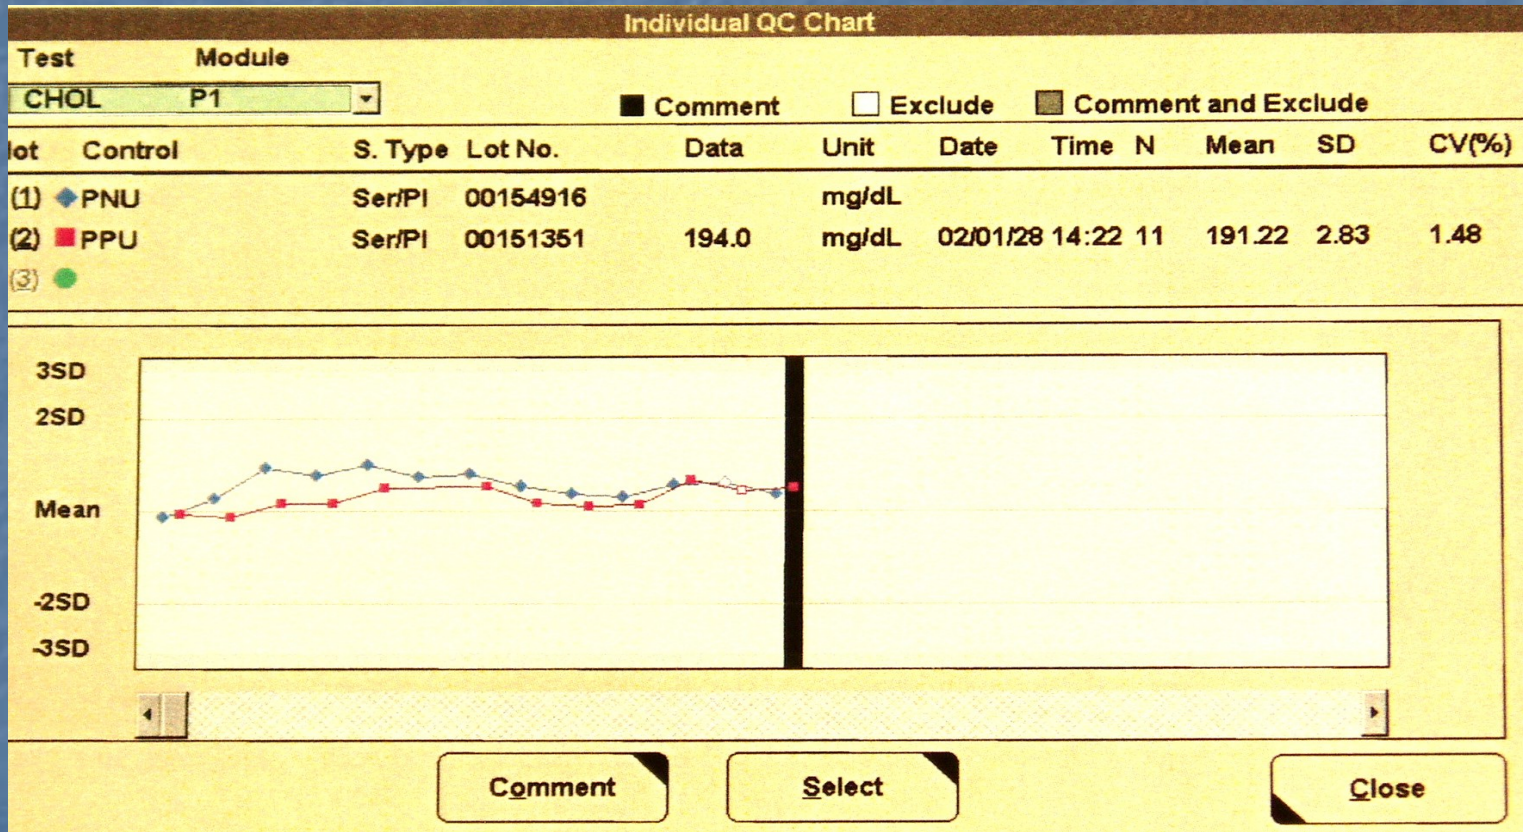 Individual QC Chart
Test Module
CHOL P1
Comment Exclude Comment and Exclude
lot Control S. Type Lot No. Data Unit Date Time N Mean SD CV(%)
(1) PNU Ser/Pl 00154916 mg/dL
(2) PPU Ser/Pl 00151351 194.0 mg/dL 02/01/28 14:22 11 191.22 2.83 1.48
(3)
3SD
2SD
Mean
-2SD
-3SD
Comment Select Close